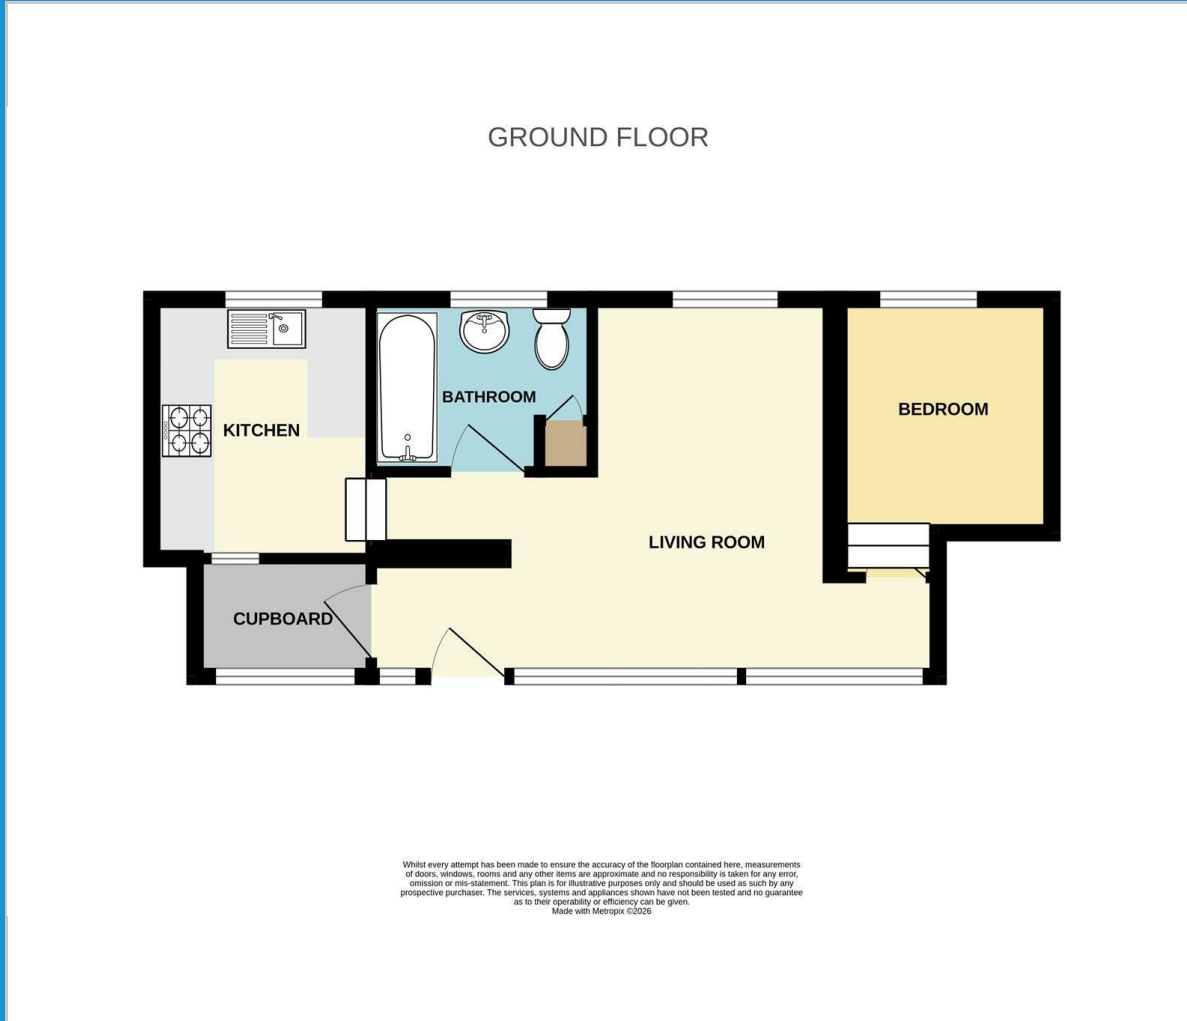 GROUND FLOOR
BATHROOM
KITCHEN
BEDROOM
LIVING ROOM
CUPBOARD
Whilst every attempt has been made to ensure the accuracy of the floorplan contained here, measurements
of doors, windows, rooms and any other items are approximate and no responsibility is taken for any error,
omission or mis-statement. This plan is for illustrative purposes only and should be used as such by any
prospective purchaser. The services, systems and appliances shown have not been tested and no guarantee
as to their operability or efficiency can be given.
Made with Metropix ©2026